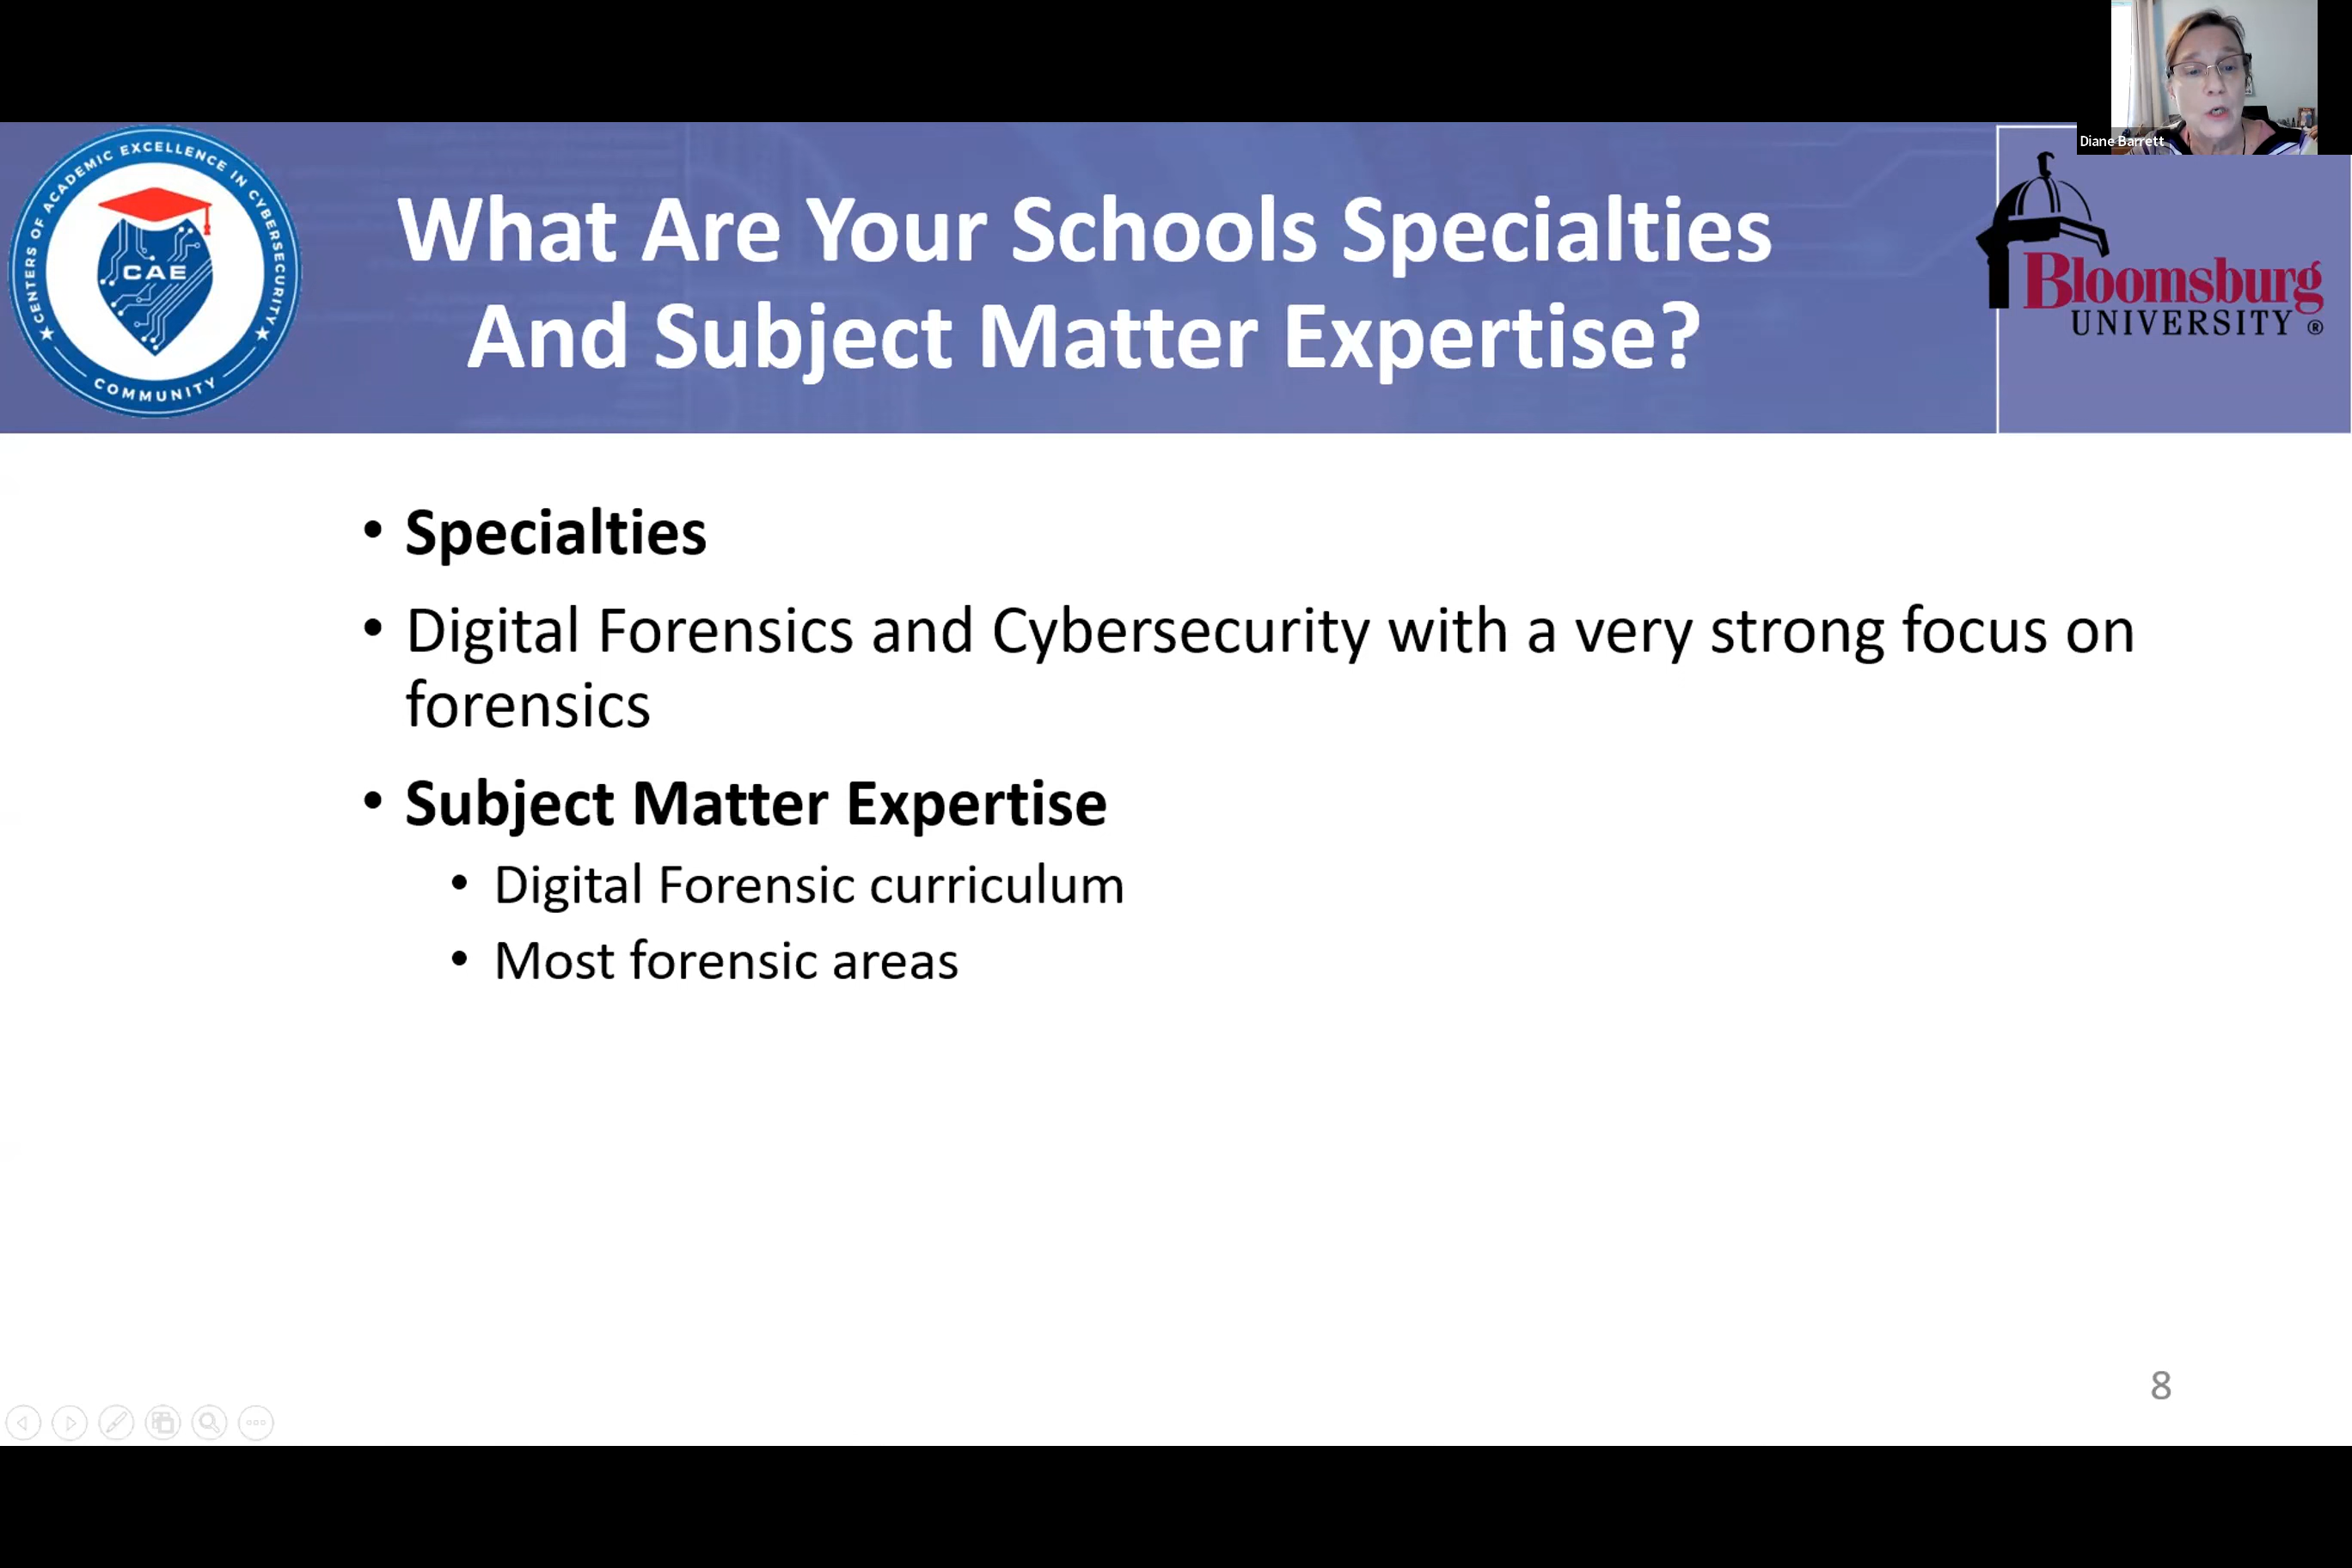 Diane Barrett
CENTERS OF ACADEMIC EXCELLENCE IN CYBERSECURITY
CAE
COMMUNITY
What Are Your Schools Specialties
And Subject Matter Expertise?
Bloomsburg
UNIVERSITY ®
• Specialties
• Digital Forensics and Cybersecurity with a very strong focus on
forensics
• Subject Matter Expertise
• Digital Forensic curriculum
• Most forensic areas
8